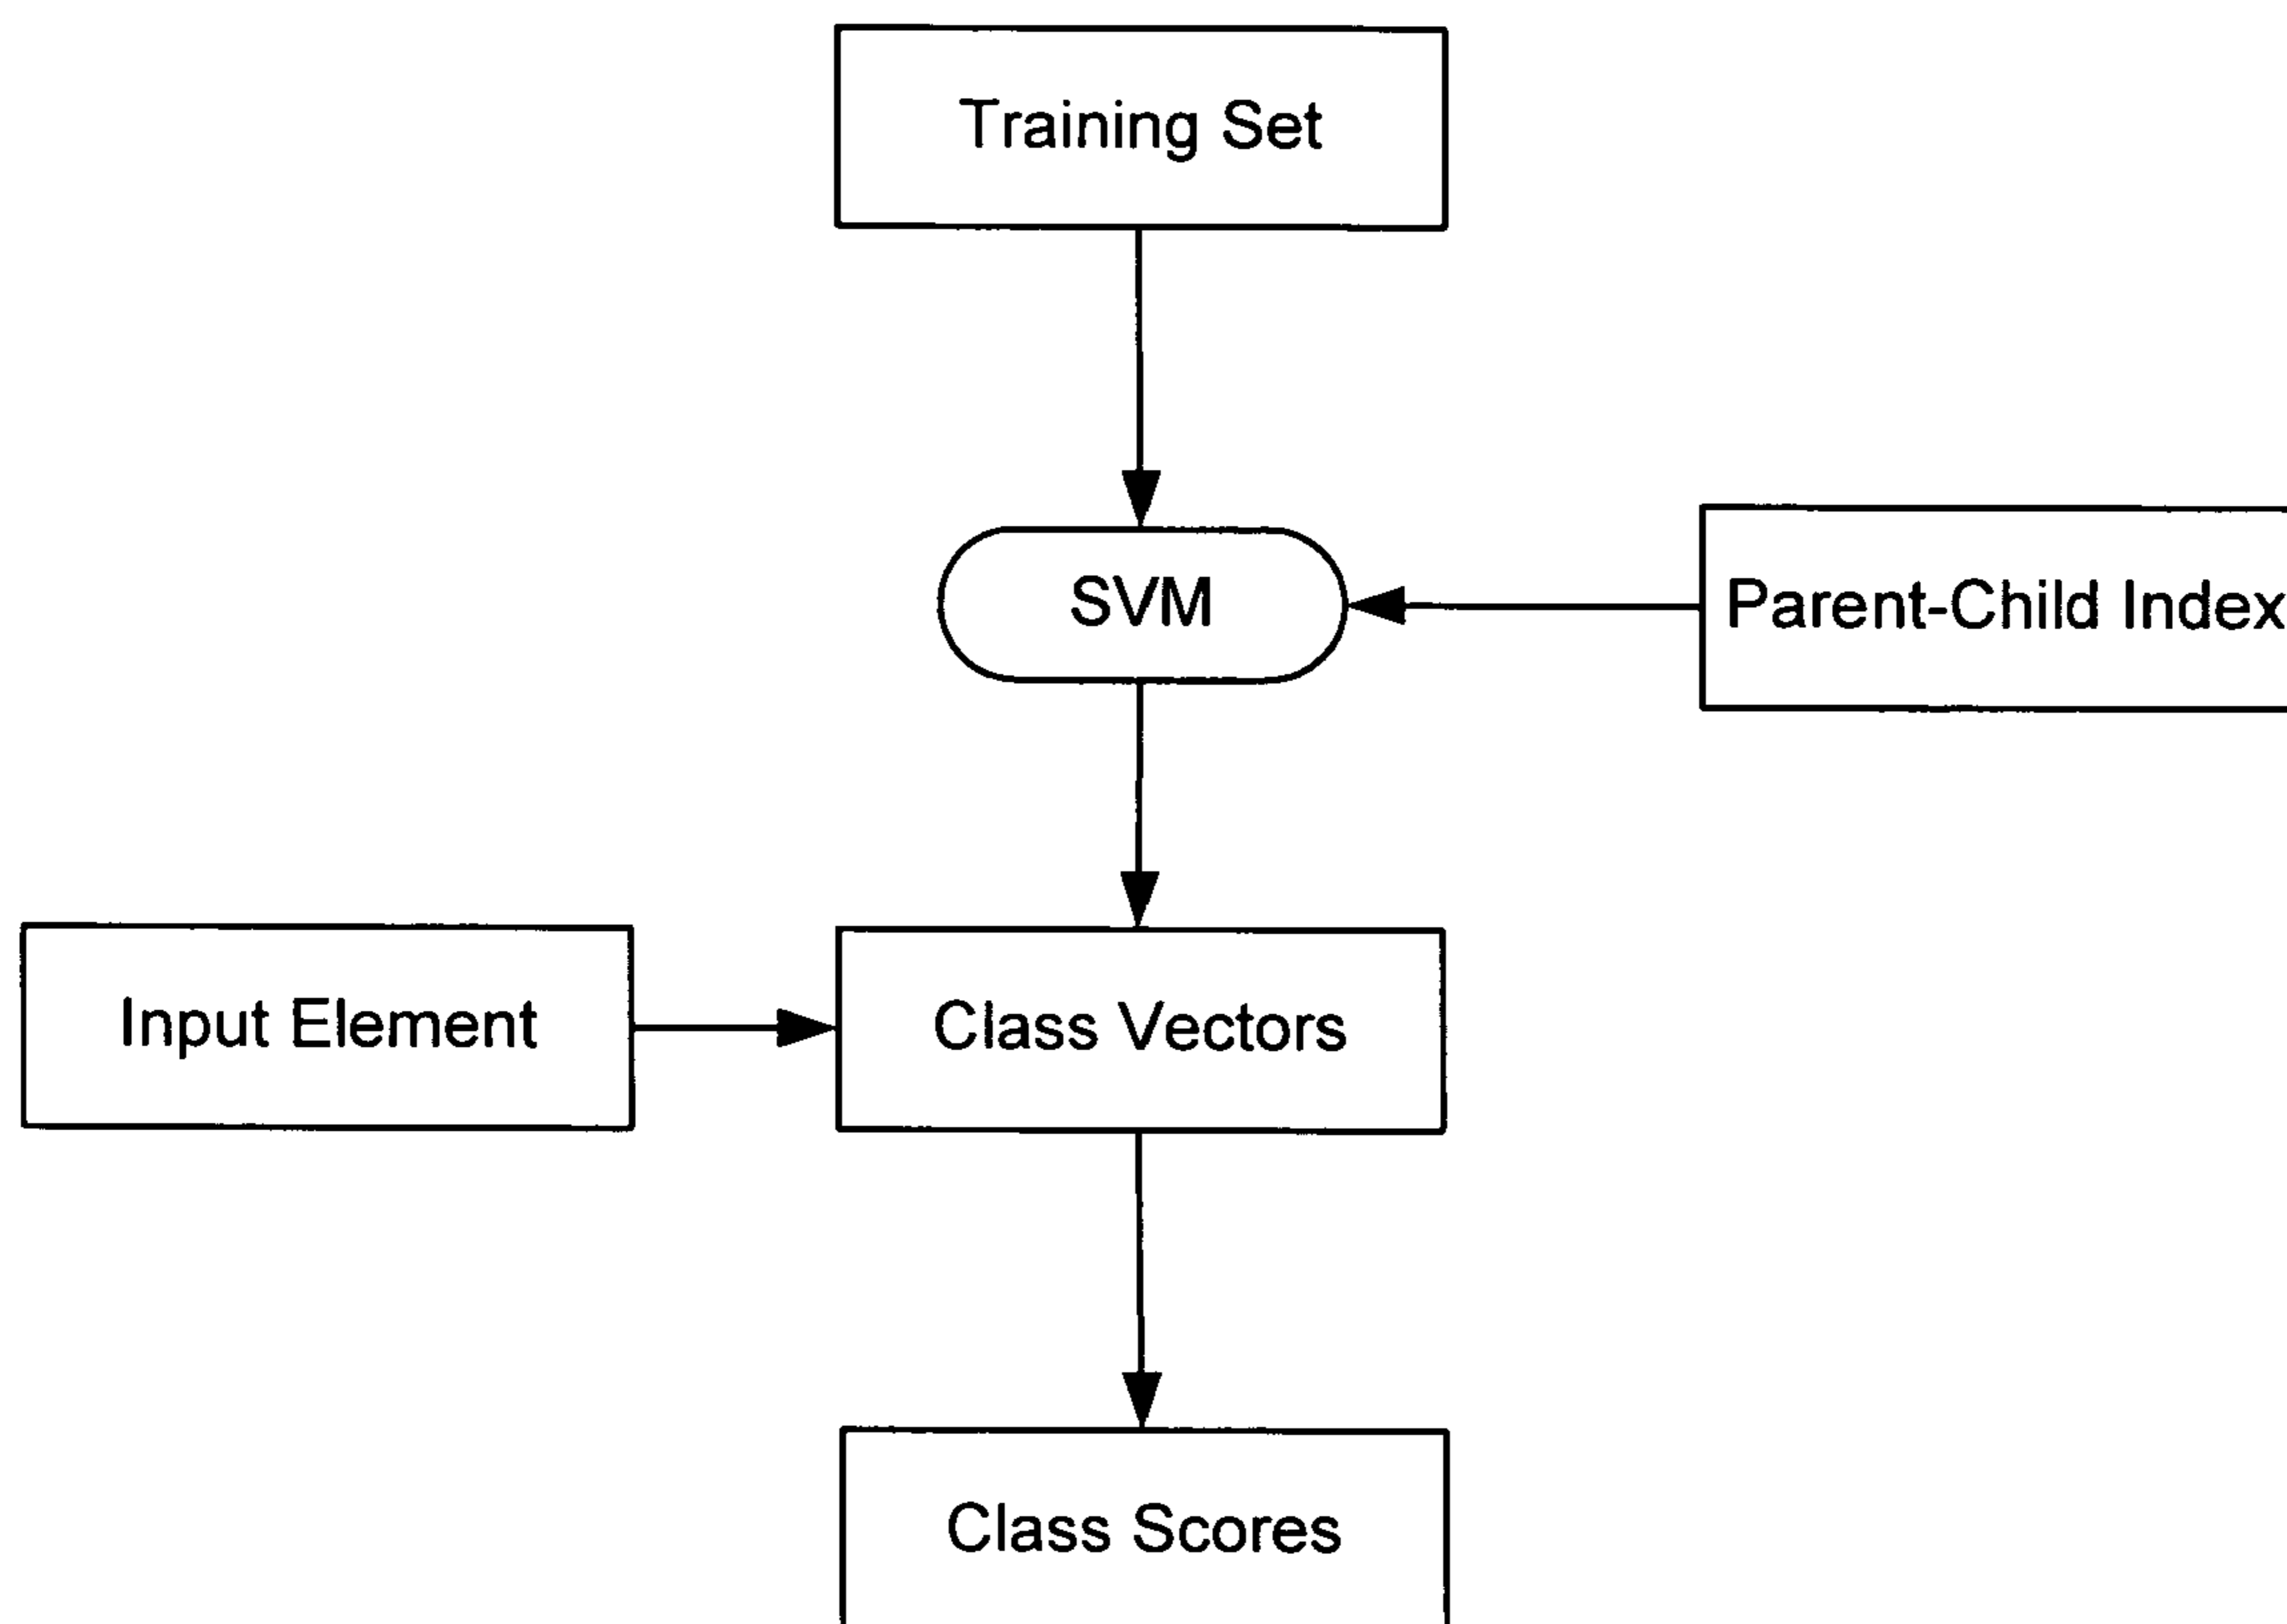 Training Set
SVM
Parent-Child Index
Input Element
Class Vectors
Class Scores